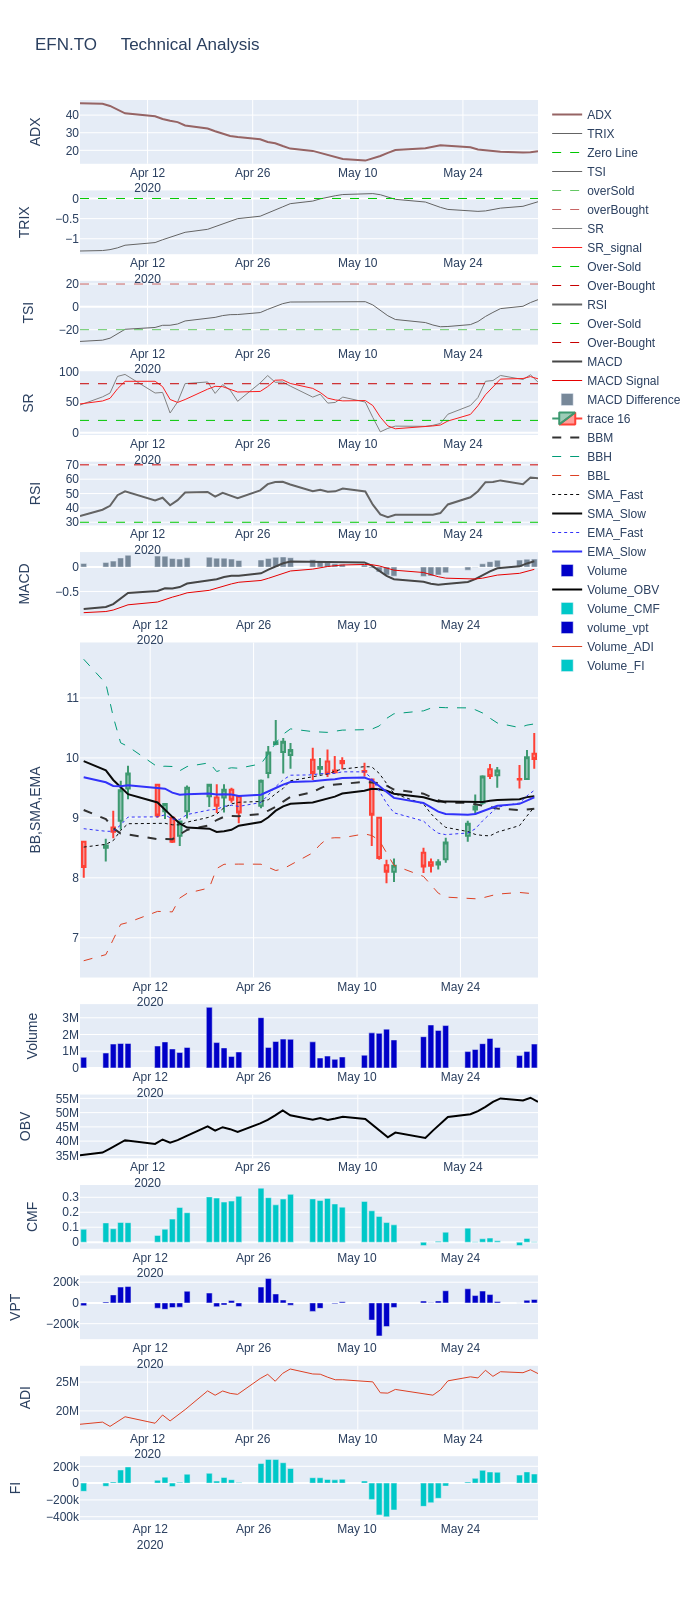 EFN.TO     Technical Analysis
ADX
40
30
20
Apr 12
2020
Apr 26
May 10
May 24
TRIX
0
−0.5
−1
Apr 12
2020
Apr 26
May 10
May 24
TSI
20
0
−20
Apr 12
2020
Apr 26
May 10
May 24
SR
100
50
0
Apr 12
2020
Apr 26
May 10
May 24
RSI
70
60
50
40
30
Apr 12
2020
Apr 26
May 10
May 24
MACD
0
−0.5
Apr 12
2020
Apr 26
May 10
May 24
BB,SMA,EMA
11
10
9
8
7
Apr 12
2020
Apr 26
May 10
May 24
Volume
3M
2M
1M
0
Apr 12
2020
Apr 26
May 10
May 24
OBV
55M
50M
45M
40M
35M
Apr 12
2020
Apr 26
May 10
May 24
CMF
0.3
0.2
0.1
0
Apr 12
2020
Apr 26
May 10
May 24
VPT
200k
0
−200k
Apr 12
2020
Apr 26
May 10
May 24
ADI
25M
20M
Apr 12
2020
Apr 26
May 10
May 24
FI
200k
0
−200k
−400k
Apr 12
2020
Apr 26
May 10
May 24
ADX
TRIX
Zero Line
TSI
overSold
overBought
SR
SR_signal
Over-Sold
Over-Bought
RSI
Over-Sold
Over-Bought
MACD
MACD Signal
MACD Difference
trace 16
BBM
BBH
BBL
SMA_Fast
SMA_Slow
EMA_Fast
EMA_Slow
Volume
Volume_OBV
Volume_CMF
volume_vpt
Volume_ADI
Volume_FI